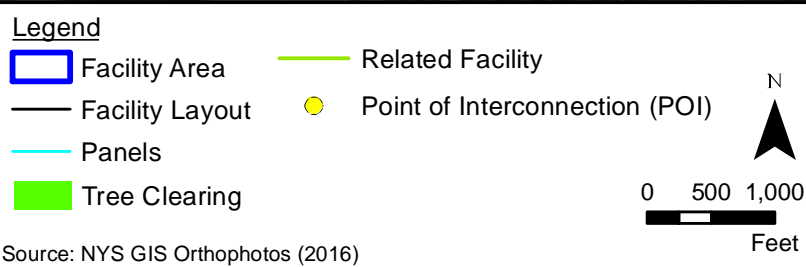 Legend
Facility Area
Facility Layout
Panels
Tree Clearing
Related Facility
Point of Interconnection (POI)
N
0 500 1,000
Feet
Source: NYS GIS Orthophotos (2016)